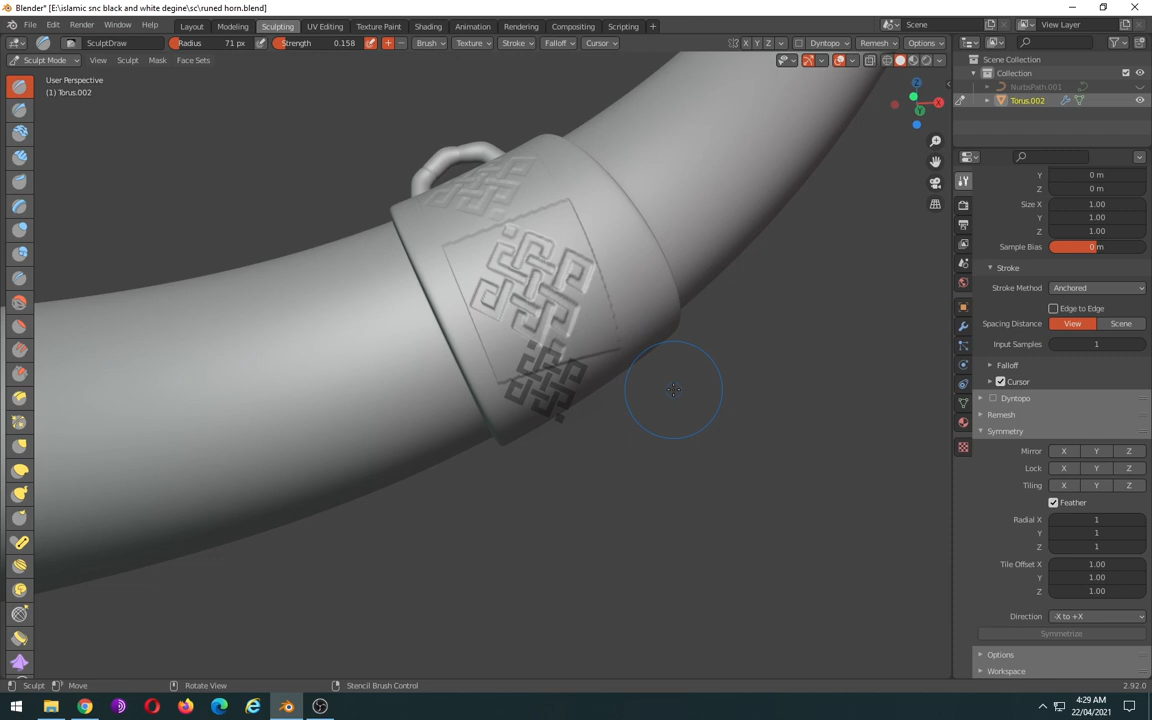 Blender* [E:\islamic snc black and white degine\sc\runed horn.blend]
File Edit Render Window Help Layout Modeling Sculpting UV Editing Texture Paint Shading Animation Rendering Compositing Scripting + Scene View Layer
SculptDraw Radius 71 px Strength 0.158 + − Brush Texture Stroke Falloff Cursor X Y Z Dyntopo Remesh Options
Sculpt Mode View Sculpt Mask Face Sets
User Perspective
(1) Torus.002
Z
X
Y
Scene Collection
Collection
NurbsPath.001
Torus.002
Y 0 m
Z 0 m
Size X 1.00
Y 1.00
Z 1.00
Sample Bias 0 m
Stroke
Stroke Method Anchored
Edge to Edge
Spacing Distance View Scene
Input Samples 1
Falloff
Cursor
Dyntopo
Remesh
Symmetry
Mirror X Y Z
Lock X Y Z
Tiling X Y Z
Feather
Radial X 1
Y 1
Z 1
Tile Offset X 1.00
Y 1.00
Z 1.00
Direction -X to +X
Symmetrize
Options
Workspace
Sculpt Move Rotate View Stencil Brush Control 2.92.0
4:29 AM
22/04/2021